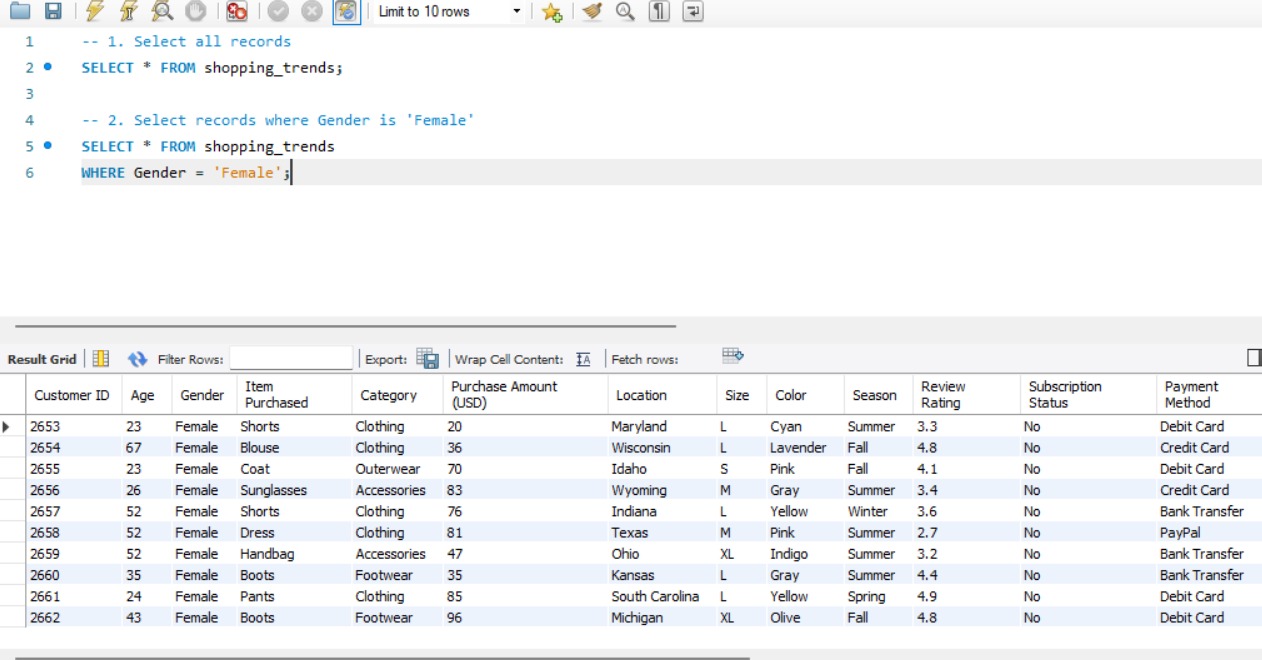 Limit to 10 rows
1 -- 1. Select all records
2 SELECT * FROM shopping_trends;
3
4 -- 2. Select records where Gender is 'Female'
5 SELECT * FROM shopping_trends
6 WHERE Gender = 'Female';
Result Grid Filter Rows: Export: Wrap Cell Content: IA Fetch rows:
Customer ID Age Gender Item Purchased Category Purchase Amount (USD) Location Size Color Season Review Rating Subscription Status Payment Method
2653 23 Female Shorts Clothing 20 Maryland L Cyan Summer 3.3 No Debit Card
2654 67 Female Blouse Clothing 36 Wisconsin L Lavender Fall 4.8 No Credit Card
2655 23 Female Coat Outerwear 70 Idaho S Pink Fall 4.1 No Debit Card
2656 26 Female Sunglasses Accessories 83 Wyoming M Gray Summer 3.4 No Credit Card
2657 52 Female Shorts Clothing 76 Indiana L Yellow Winter 3.6 No Bank Transfer
2658 52 Female Dress Clothing 81 Texas M Pink Summer 2.7 No PayPal
2659 52 Female Handbag Accessories 47 Ohio XL Indigo Summer 3.2 No Bank Transfer
2660 35 Female Boots Footwear 35 Kansas L Gray Summer 4.4 No Bank Transfer
2661 24 Female Pants Clothing 85 South Carolina L Yellow Spring 4.9 No Debit Card
2662 43 Female Boots Footwear 96 Michigan XL Olive Fall 4.8 No Debit Card